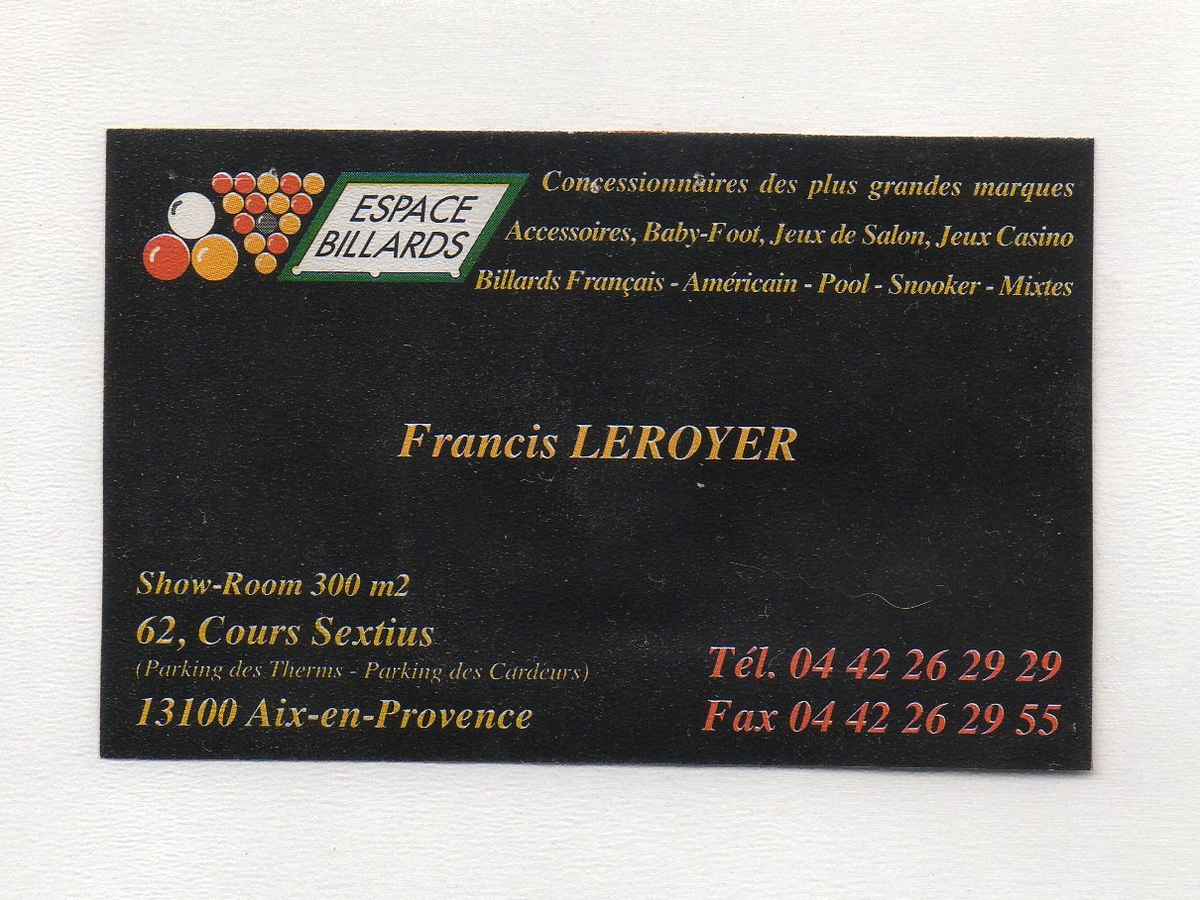 ESPACE
BILLARDS
Concessionnaires des plus grandes marques
Accessoires, Baby-Foot, Jeux de Salon, Jeux Casino
Billards Français - Américain - Pool - Snooker - Mixtes
Francis LEROYER
Show-Room 300 m2
62, Cours Sextius
(Parking des Therms - Parking des Cardeurs)
13100 Aix-en-Provence
Tél. 04 42 26 29 29
Fax 04 42 26 29 55